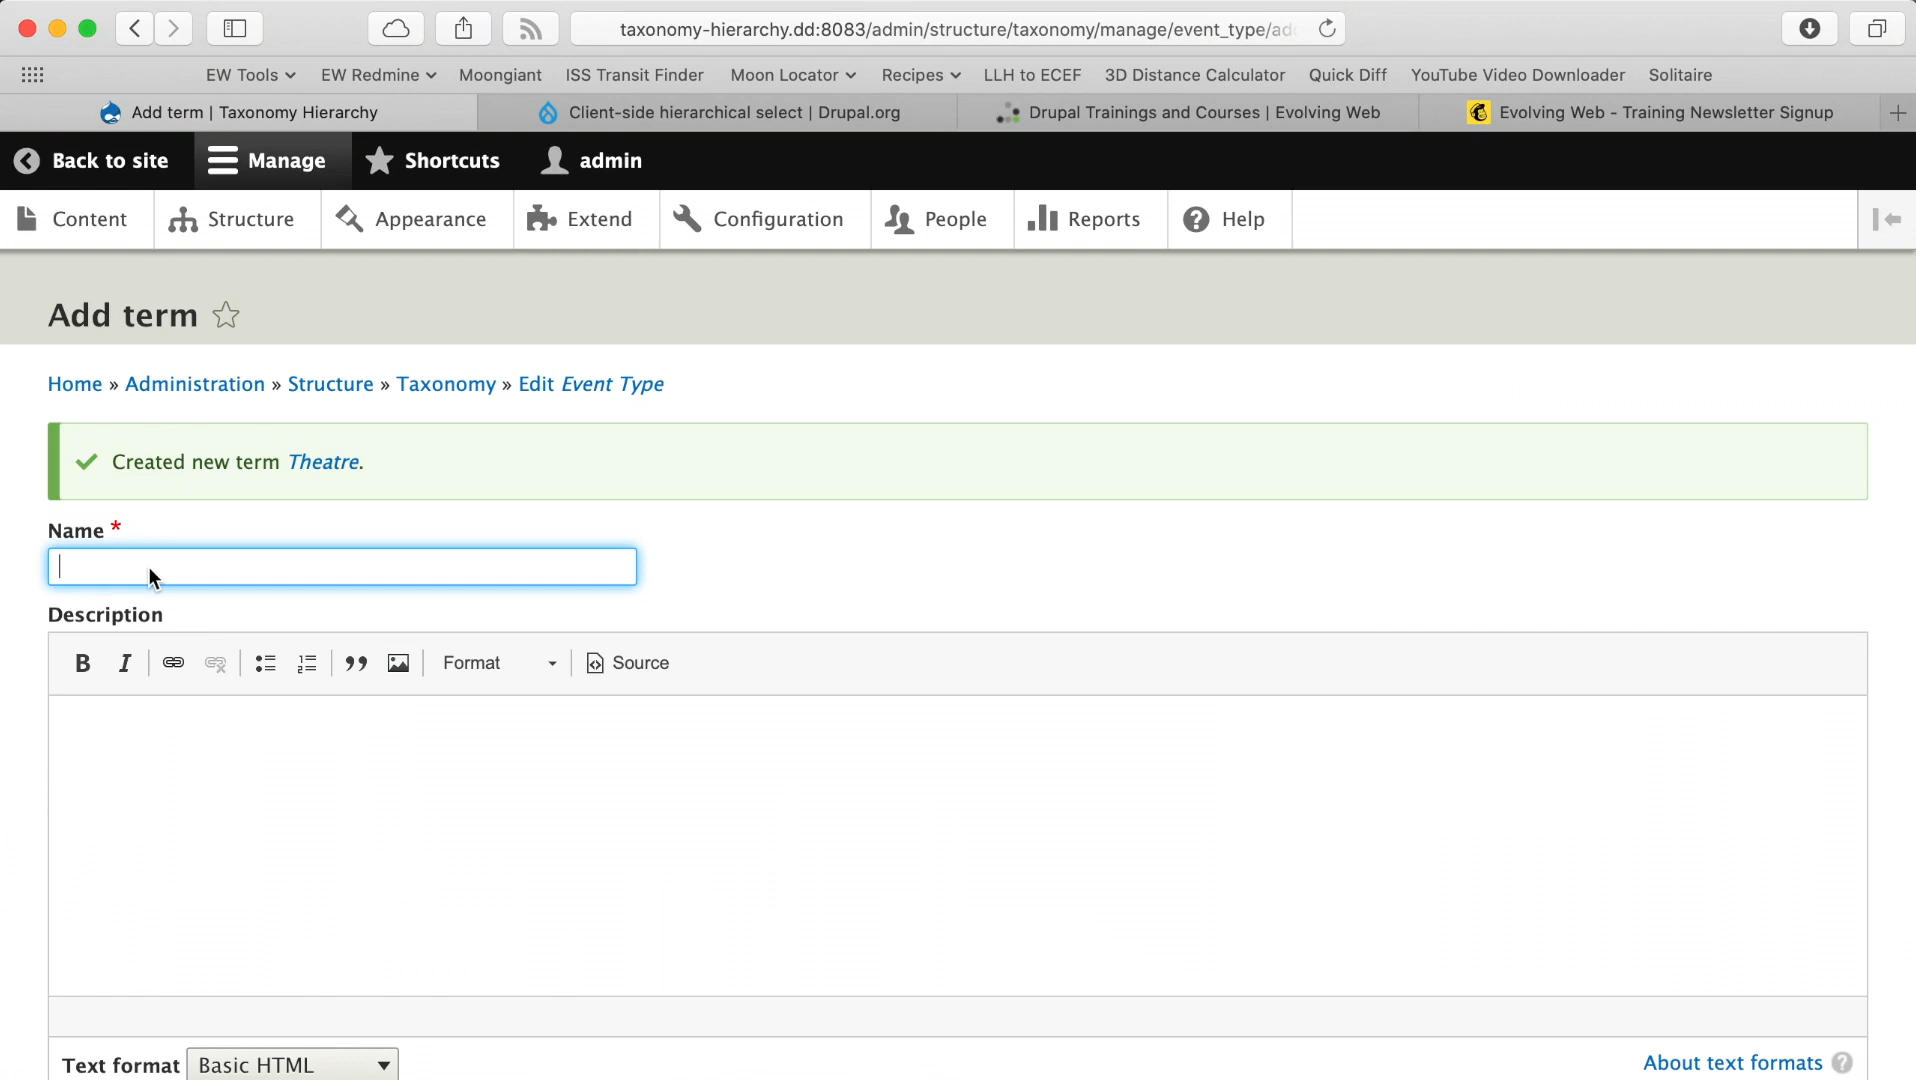 taxonomy-hierarchy.dd:8083/admin/structure/taxonomy/manage/event_type/ad
EW Tools EW Redmine Moongiant ISS Transit Finder Moon Locator Recipes LLH to ECEF 3D Distance Calculator Quick Diff YouTube Video Downloader Solitaire
Add term | Taxonomy Hierarchy Client-side hierarchical select | Drupal.org Drupal Trainings and Courses | Evolving Web Evolving Web - Training Newsletter Signup
Back to site Manage Shortcuts admin
Content Structure Appearance Extend Configuration People Reports Help
Add term
Home » Administration » Structure » Taxonomy » Edit Event Type
Created new term Theatre.
Name *
Description
B I Format Source
Text format Basic HTML About text formats ?